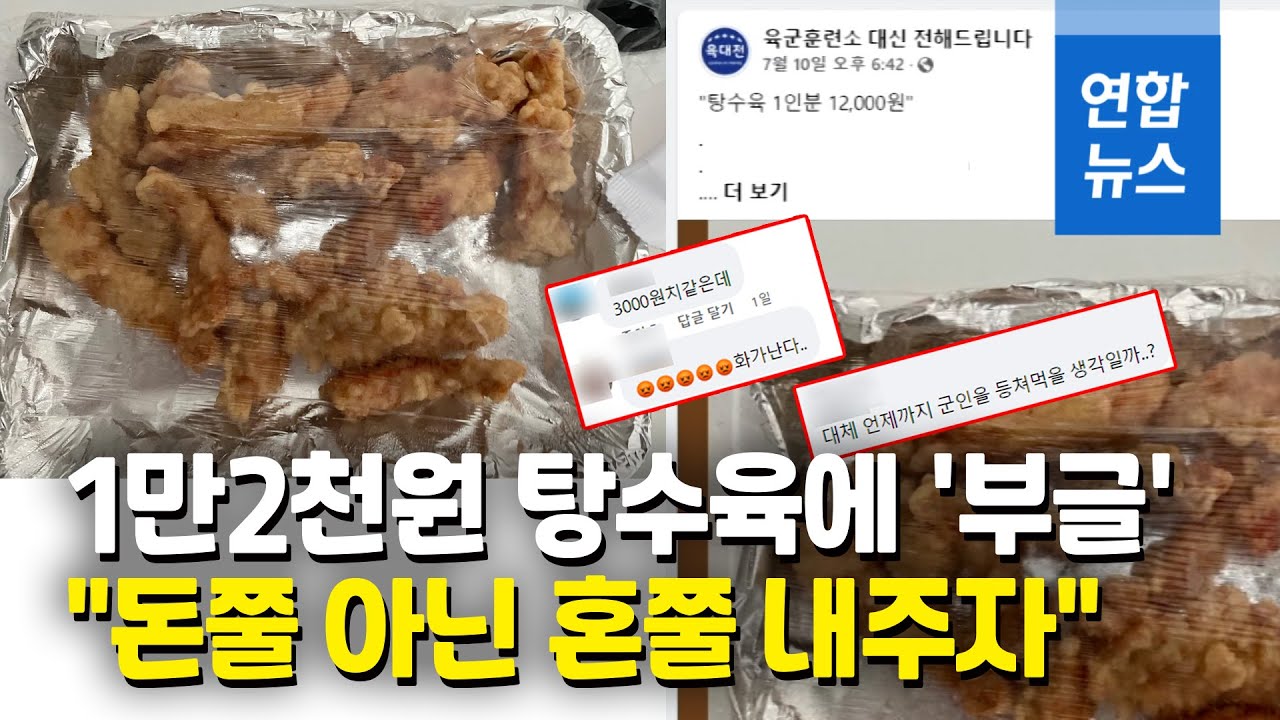 육대전
육군훈련소 대신 전해드립니다
7월 10일 오후 6:42
"탕수육 1인분 12,000원"
.
.
.... 더 보기
연합
뉴스
3000원치같은데
답글 달기 1일
😡😡😡😡😡화가난다..
대체 언제까지 군인을 등쳐먹을 생각일까..?
1만2천원 탕수육에 '부글'
"돈쭐 아닌 혼쭐 내주자"